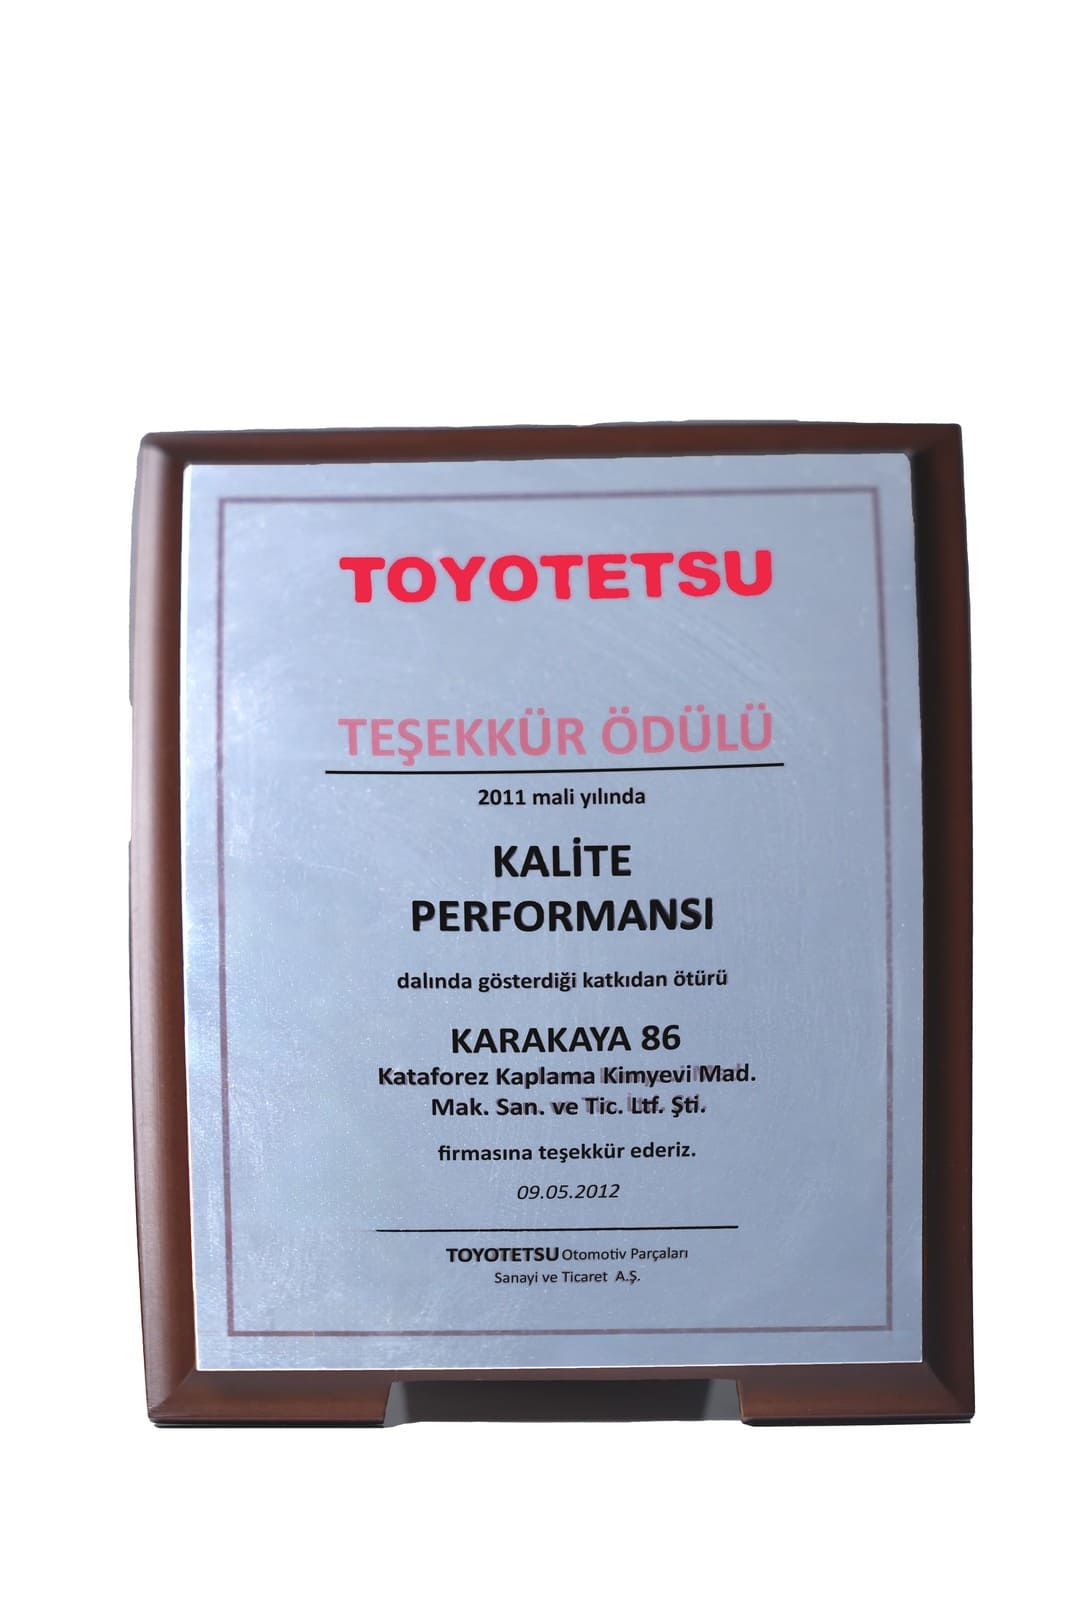 TOYOTETSU
TEŞEKKÜR ÖDÜLÜ
2011 mali yılında
KALİTE
PERFORMANSI
dalında gösterdiği katkıdan ötürü
KARAKAYA 86
Kataforez Kaplama Kimyevi Mad.
Mak. San. ve Tic. Ltf. Şti.
firmasına teşekkür ederiz.
09.05.2012
TOYOTETSU Otomotiv Parçaları
Sanayi ve Ticaret A.Ş.